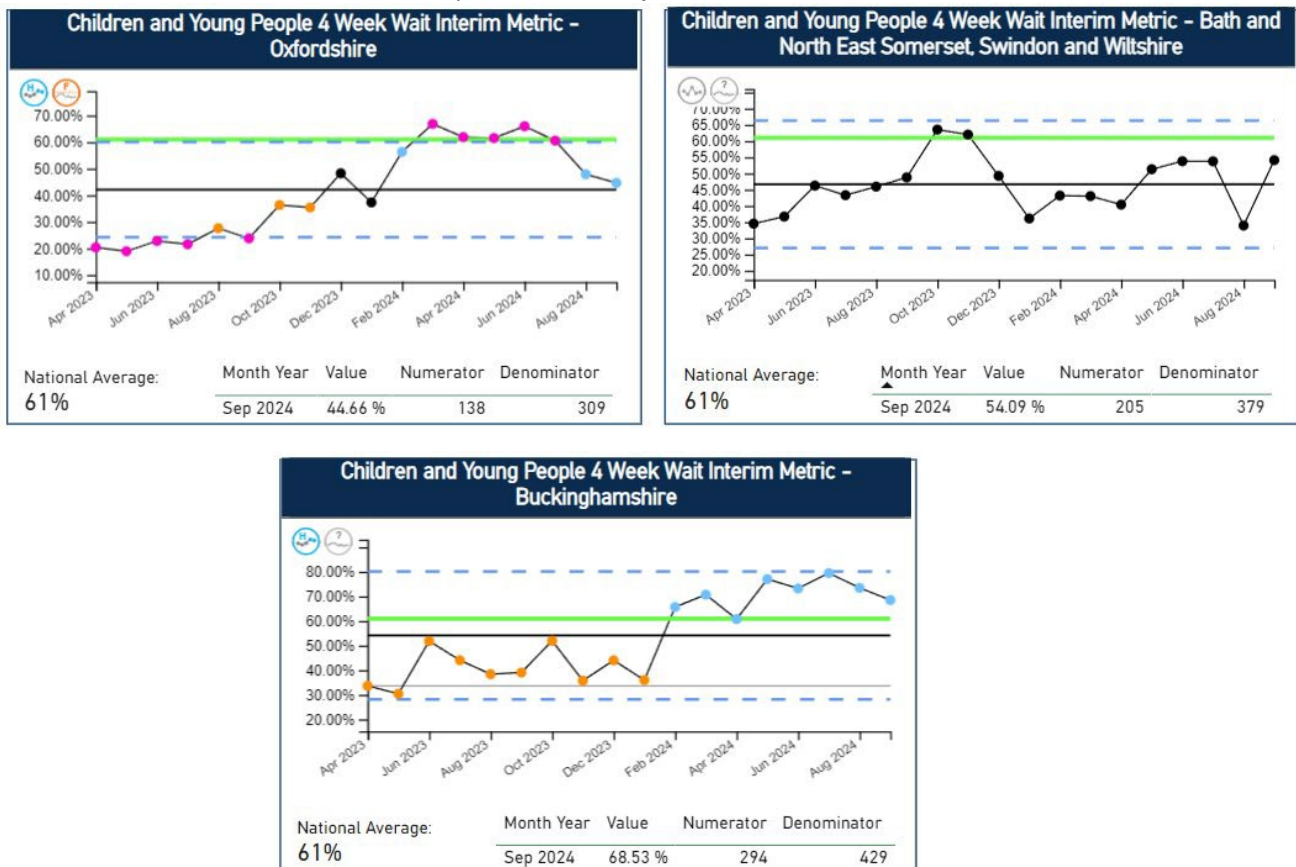 Children and Young People 4 Week Wait Interim Metric -
Oxfordshire
H
F
70.00%
60.00%
50.00%
40.00%
30.00%
20.00%
10.00%
Apr 2023
Jun 2023
Aug 2023
Oct 2023
Dec 2023
Feb 2024
Apr 2024
Jun 2024
Aug 2024
National Average:
61%
Month Year Value Numerator Denominator
Sep 2024 44.66 % 138 309
Children and Young People 4 Week Wait Interim Metric - Bath and
North East Somerset, Swindon and Wiltshire
?
70.00%
65.00%
60.00%
55.00%
50.00%
45.00%
40.00%
35.00%
30.00%
25.00%
20.00%
Apr 2023
Jun 2023
Aug 2023
Oct 2023
Dec 2023
Feb 2024
Apr 2024
Jun 2024
Aug 2024
National Average:
61%
Month Year Value Numerator Denominator
Sep 2024 54.09 % 205 379
Children and Young People 4 Week Wait Interim Metric -
Buckinghamshire
H
?
80.00%
70.00%
60.00%
50.00%
40.00%
30.00%
20.00%
Apr 2023
Jun 2023
Aug 2023
Oct 2023
Dec 2023
Feb 2024
Apr 2024
Jun 2024
Aug 2024
National Average:
61%
Month Year Value Numerator Denominator
Sep 2024 68.53 % 294 429